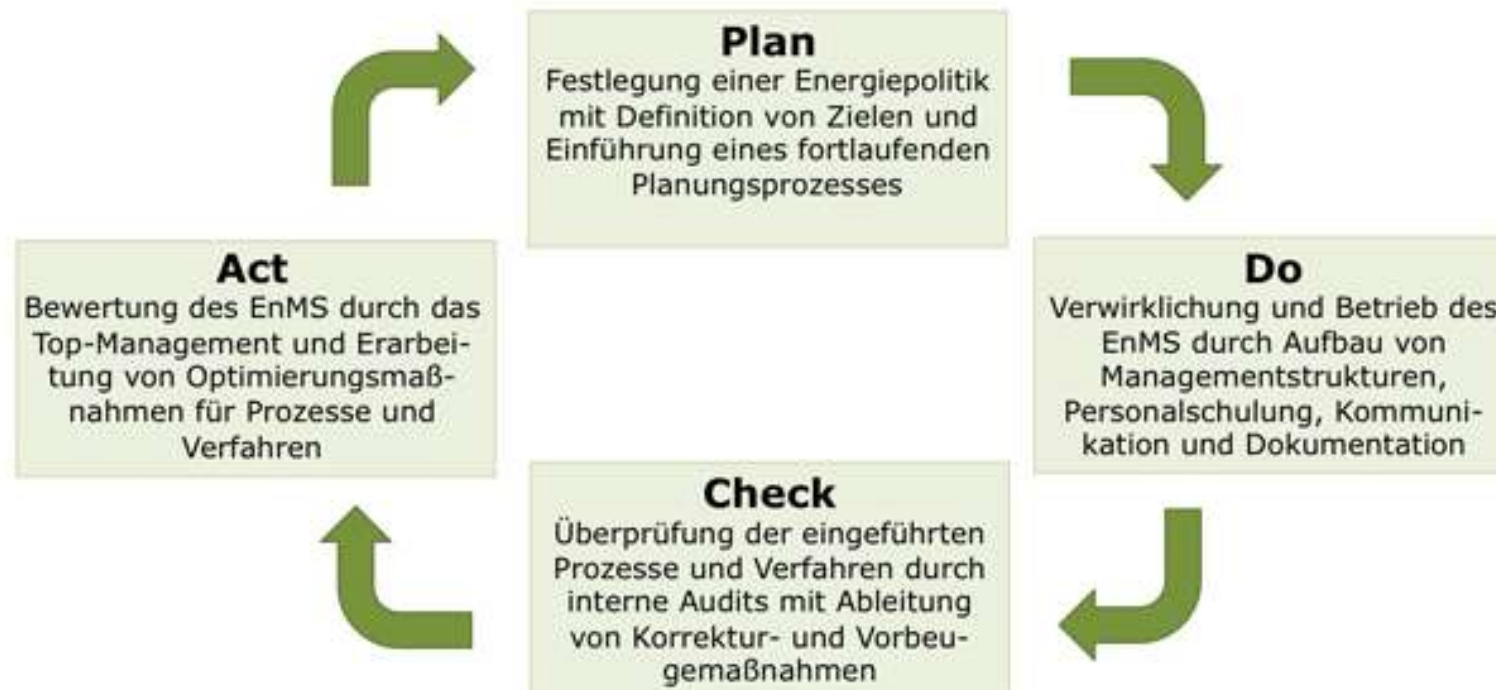 Plan
Festlegung einer Energiepolitik
mit Definition von Zielen und
Einführung eines fortlaufenden
Planungsprozesses
Do
Verwirklichung und Betrieb des
EnMS durch Aufbau von
Managementstrukturen,
Personalschulung, Kommuni-
kation und Dokumentation
Check
Überprüfung der eingeführten
Prozesse und Verfahren durch
interne Audits mit Ableitung
von Korrektur- und Vorbeu-
gemaßnahmen
Act
Bewertung des EnMS durch das
Top-Management und Erarbei-
tung von Optimierungsmaß-
nahmen für Prozesse und
Verfahren